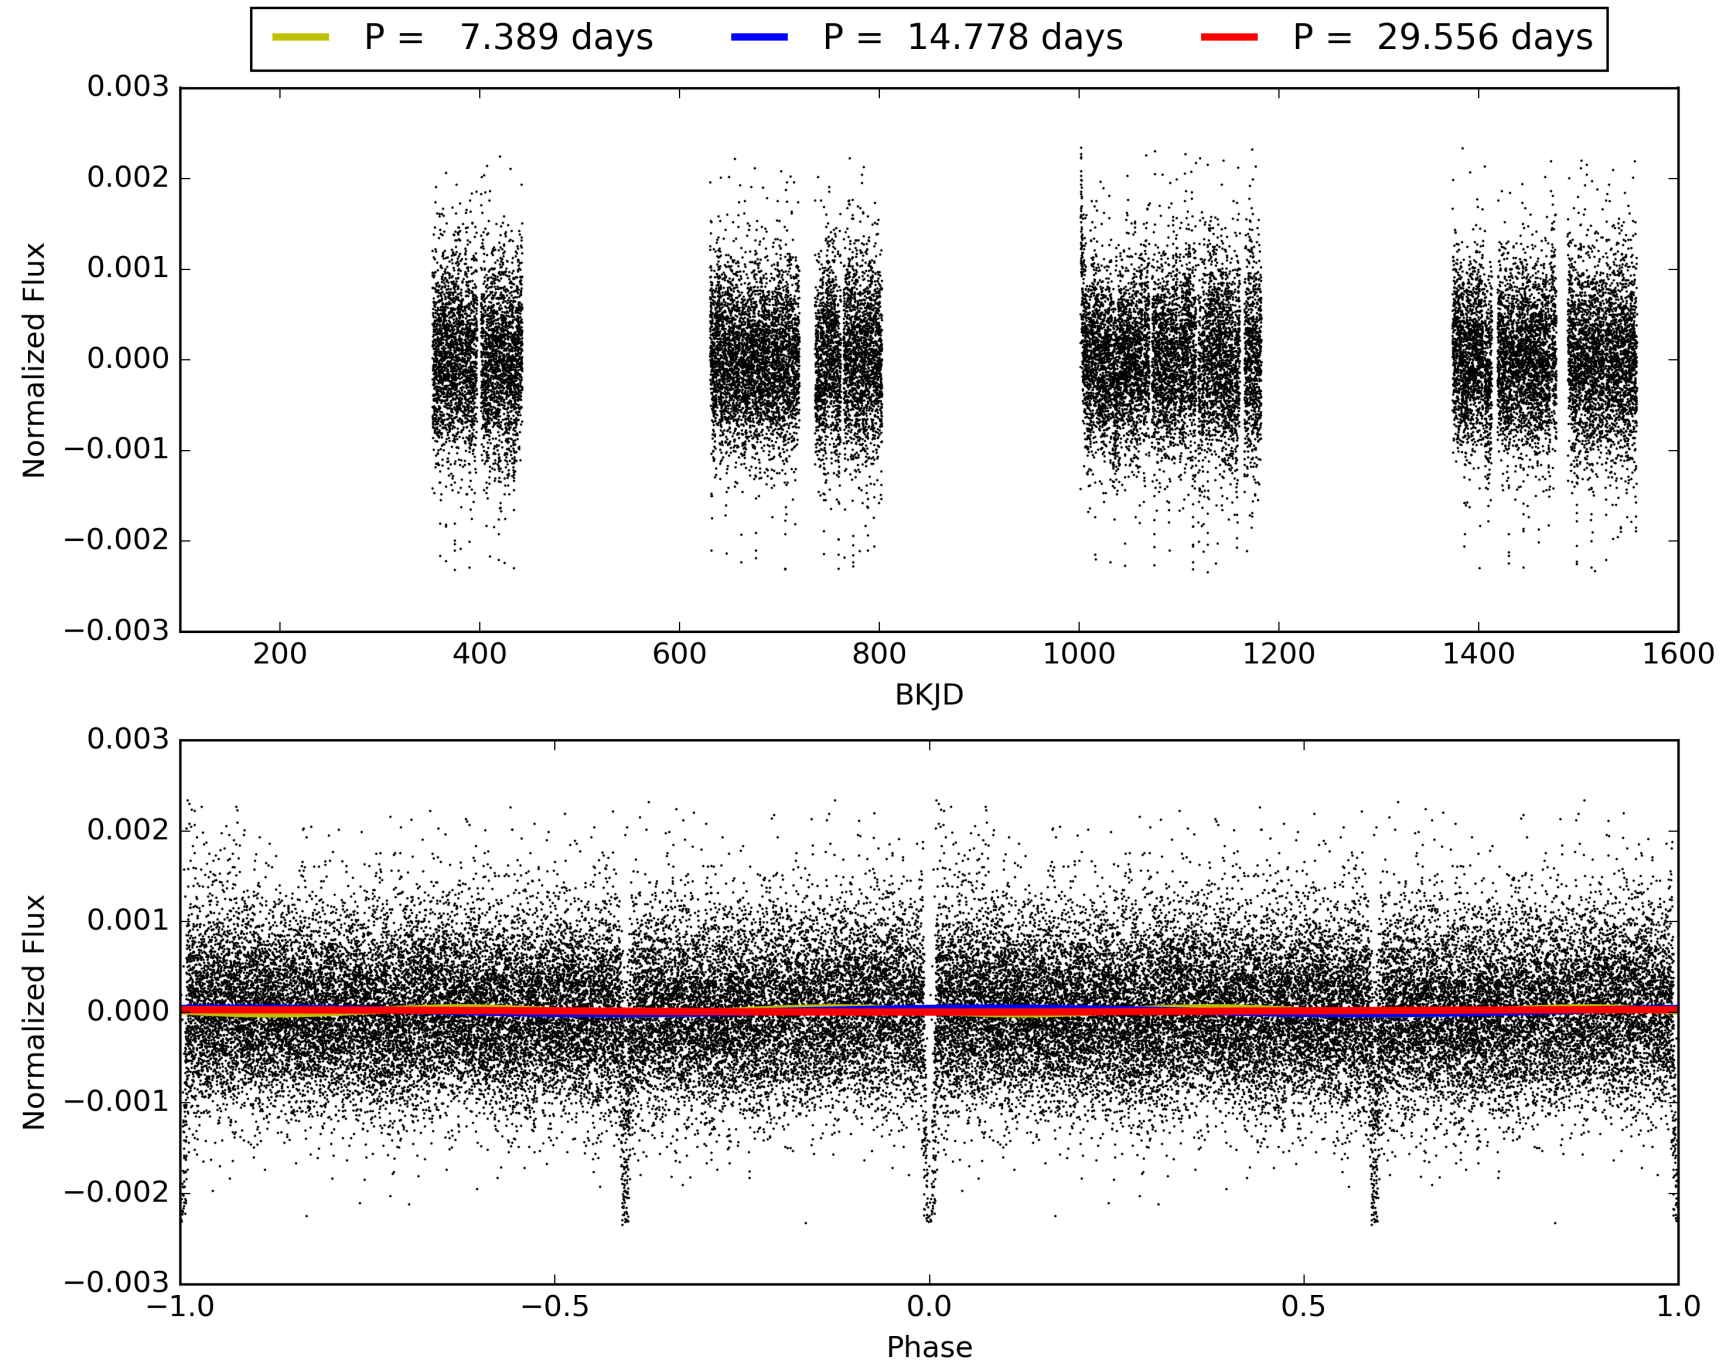 P = 7.389 days P = 14.778 days P = 29.556 days
0.003
0.002
0.001
0.000
−0.001
−0.002
−0.003
Normalized Flux
200 400 600 800 1000 1200 1400 1600
BKJD
0.003
0.002
0.001
0.000
−0.001
−0.002
−0.003
Normalized Flux
−1.0 −0.5 0.0 0.5 1.0
Phase